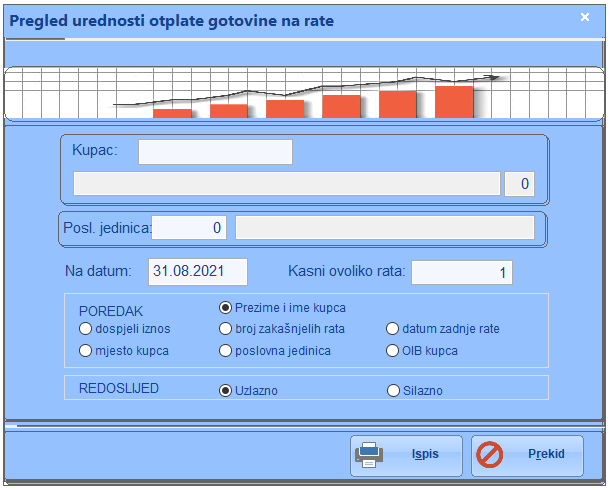 Pregled urednosti otplate gotovine na rate
Kupac:
0
Posl. jedinica: 0
Na datum: 31.08.2021 Kasni ovoliko rata: 1
POREDAK Prezime i ime kupca
dospjeli iznos broj zakašnjelih rata datum zadnje rate
mjesto kupca poslovna jedinica OIB kupca
REDOSLIJED Uzlazno Silazno
Ispis Prekid